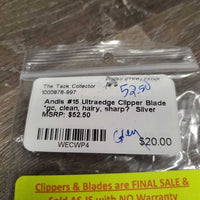 52.50
The Tack Collector
1000878-997
Andis #15 Ultraedge Clipper Blade
*gc, clean, hairy, sharp? Silver
MSRP: $52.50
WECWP4
$20.00
Clippers & Blades are FINAL SALE &
Sold AS IS with NO Warranty